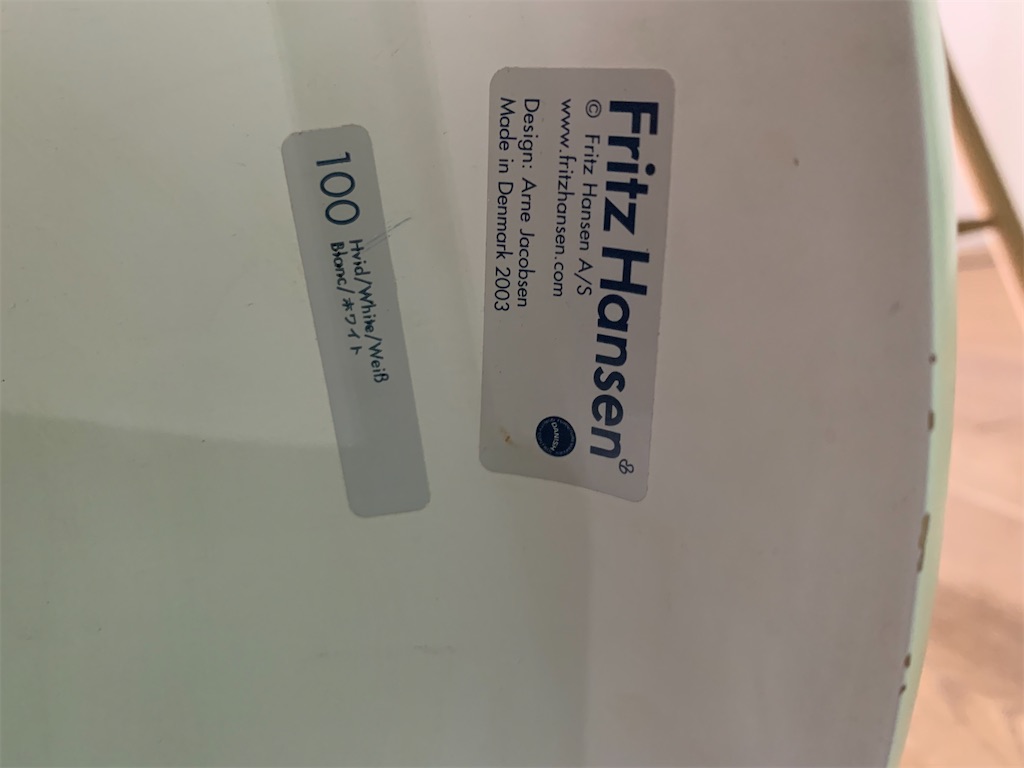 Fritz Hansen
© Fritz Hansen A/S
www.fritzhansen.com
Design: Arne Jacobsen
Made in Denmark 2003
DANSK
100
Hvid/White/Weiß
Blanc/ホワイト